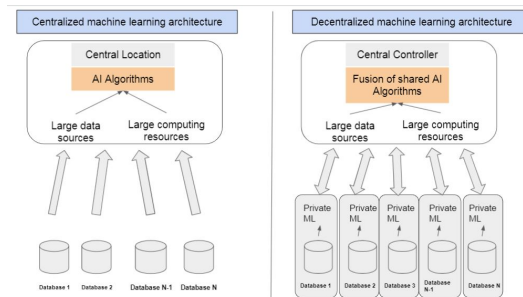 Centralized machine learning architecture
Central Location
AI Algorithms
Large data
sources
Large computing
resources
Database 1
Database 2
Database N-1
Database N
Decentralized machine learning architecture
Central Controller
Fusion of shared AI
Algorithms
Large data
sources
Large computing
resources
Private
ML
Private
ML
Private
ML
Private
ML
Private
ML
Database 1
Database 2
Database 3
Database
N-1
Database N